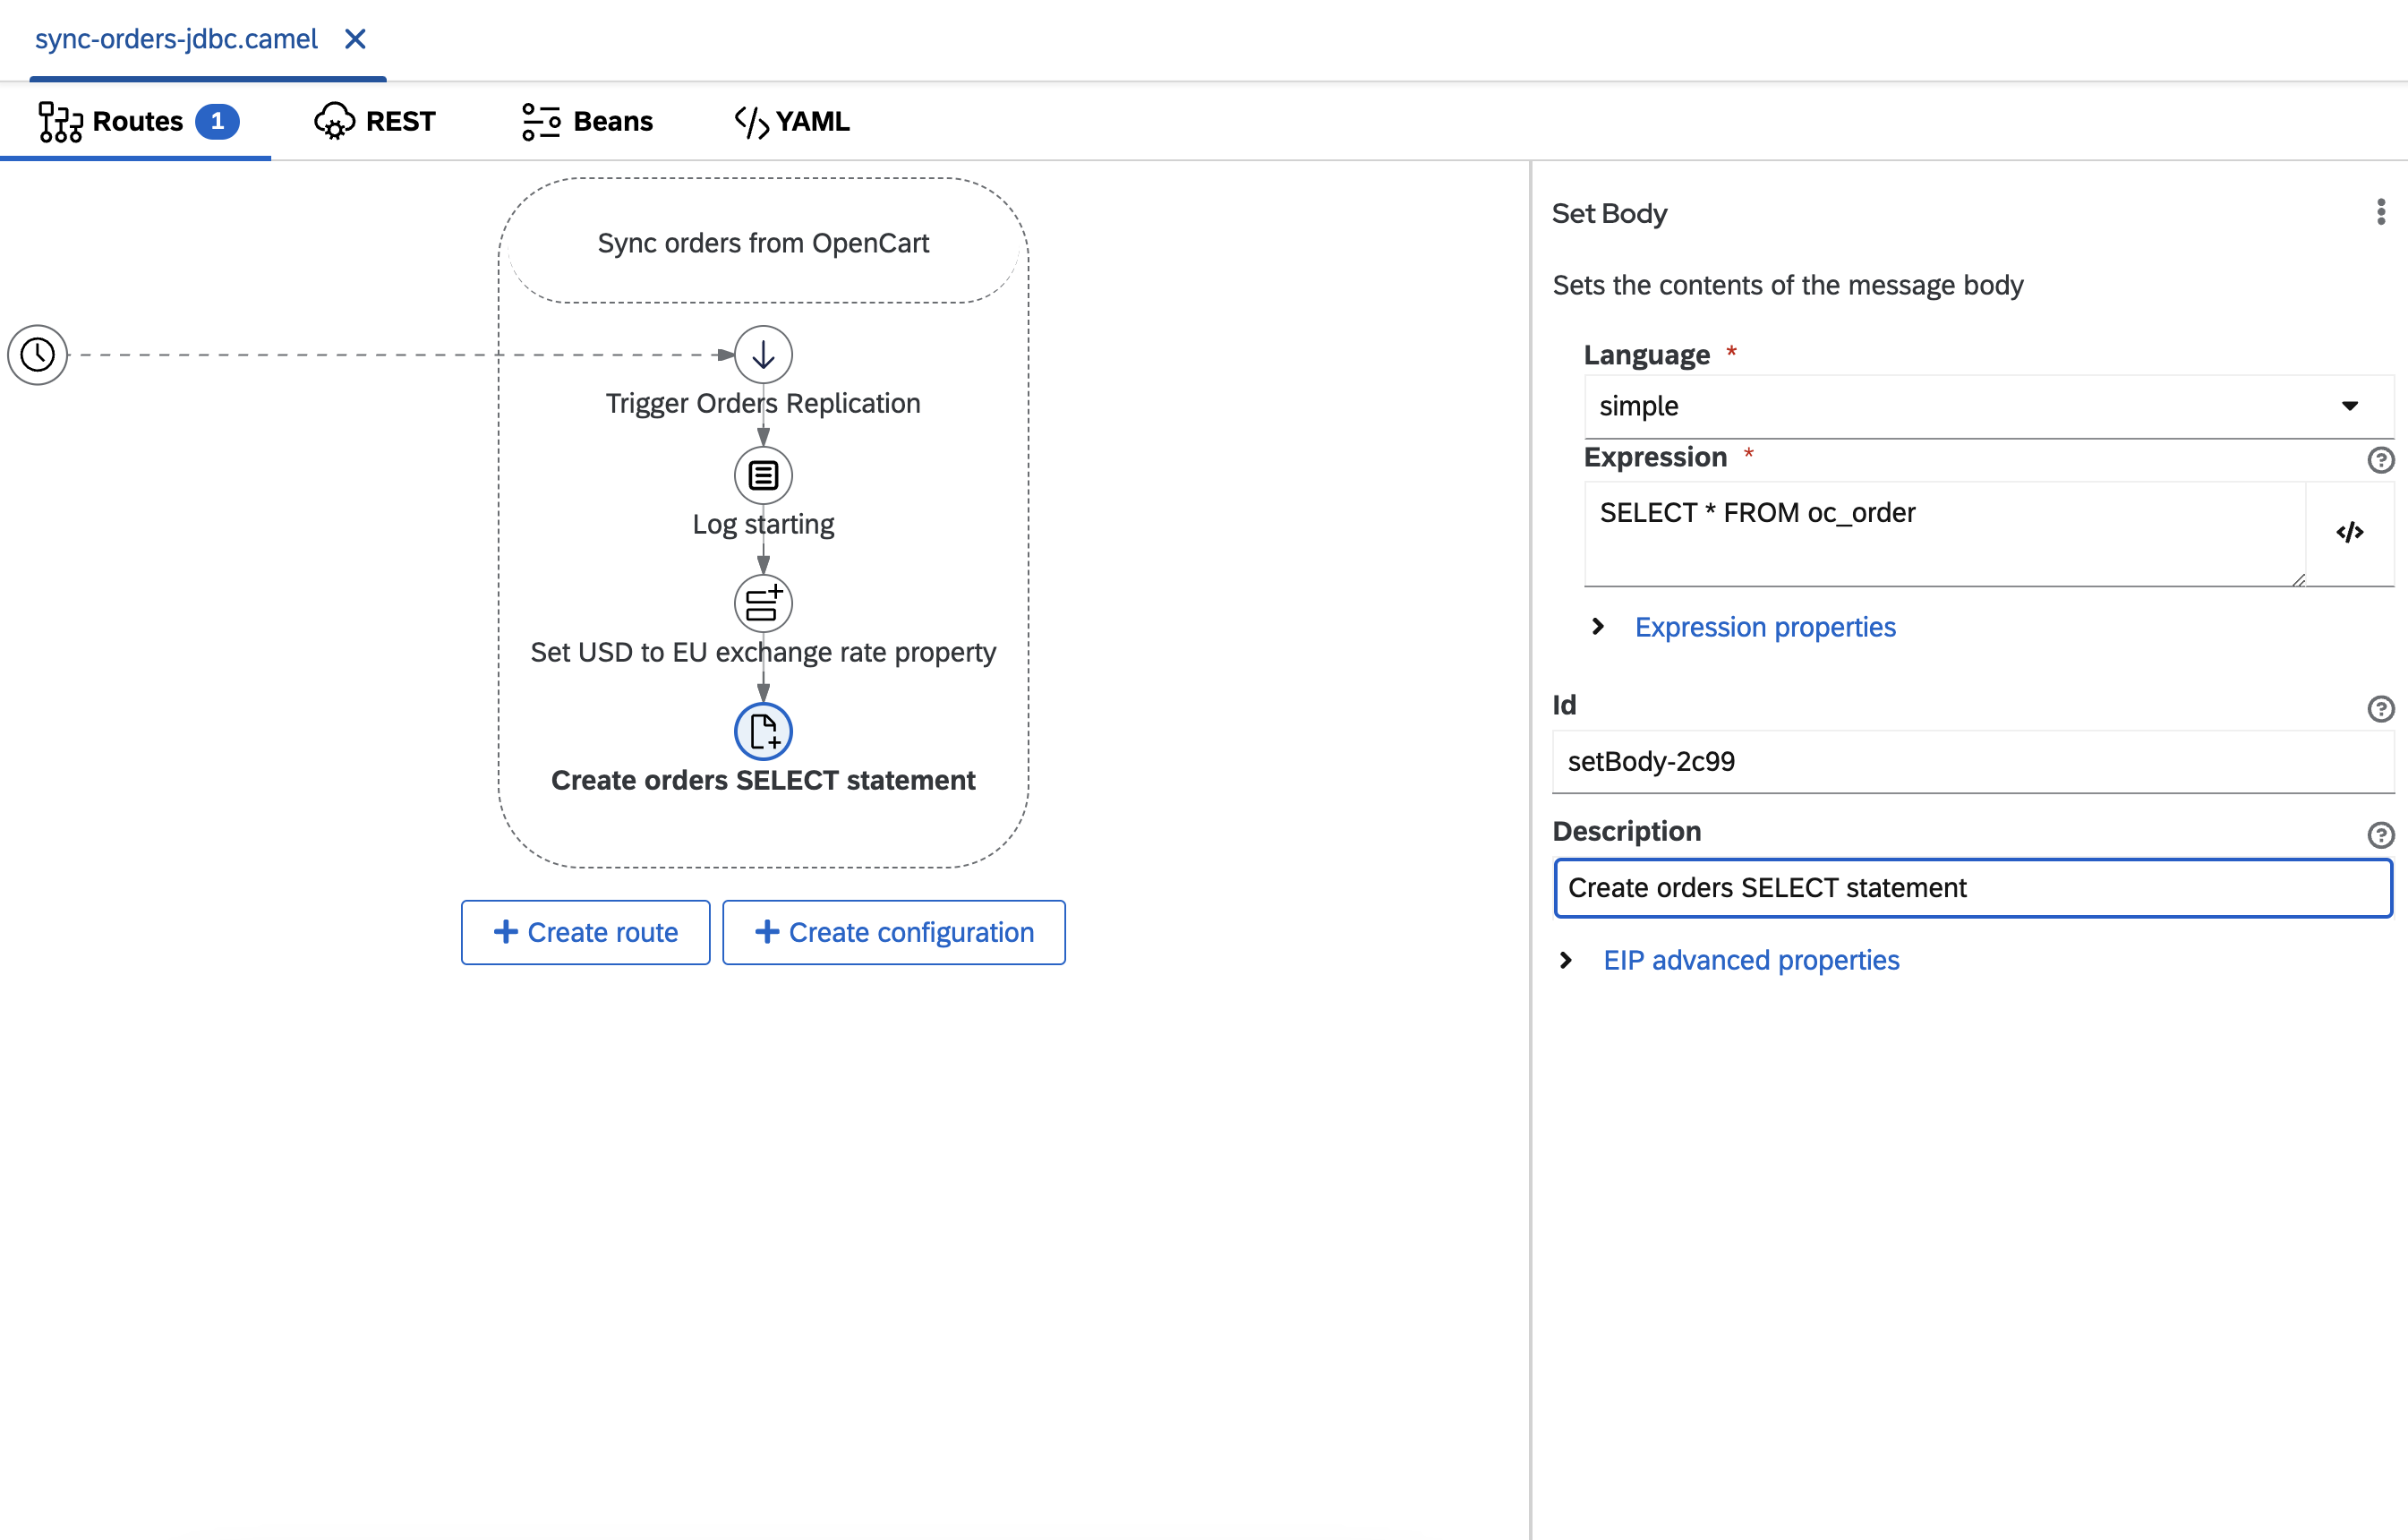 sync-orders-jdbc.camel
Routes 1 REST Beans YAML
Sync orders from OpenCart
Trigger Orders Replication
Log starting
Set USD to EU exchange rate property
Create orders SELECT statement
Create route Create configuration
Set Body
Sets the contents of the message body
Language *
simple
Expression *
SELECT * FROM oc_order
Expression properties
Id
setBody-2c99
Description
Create orders SELECT statement
EIP advanced properties